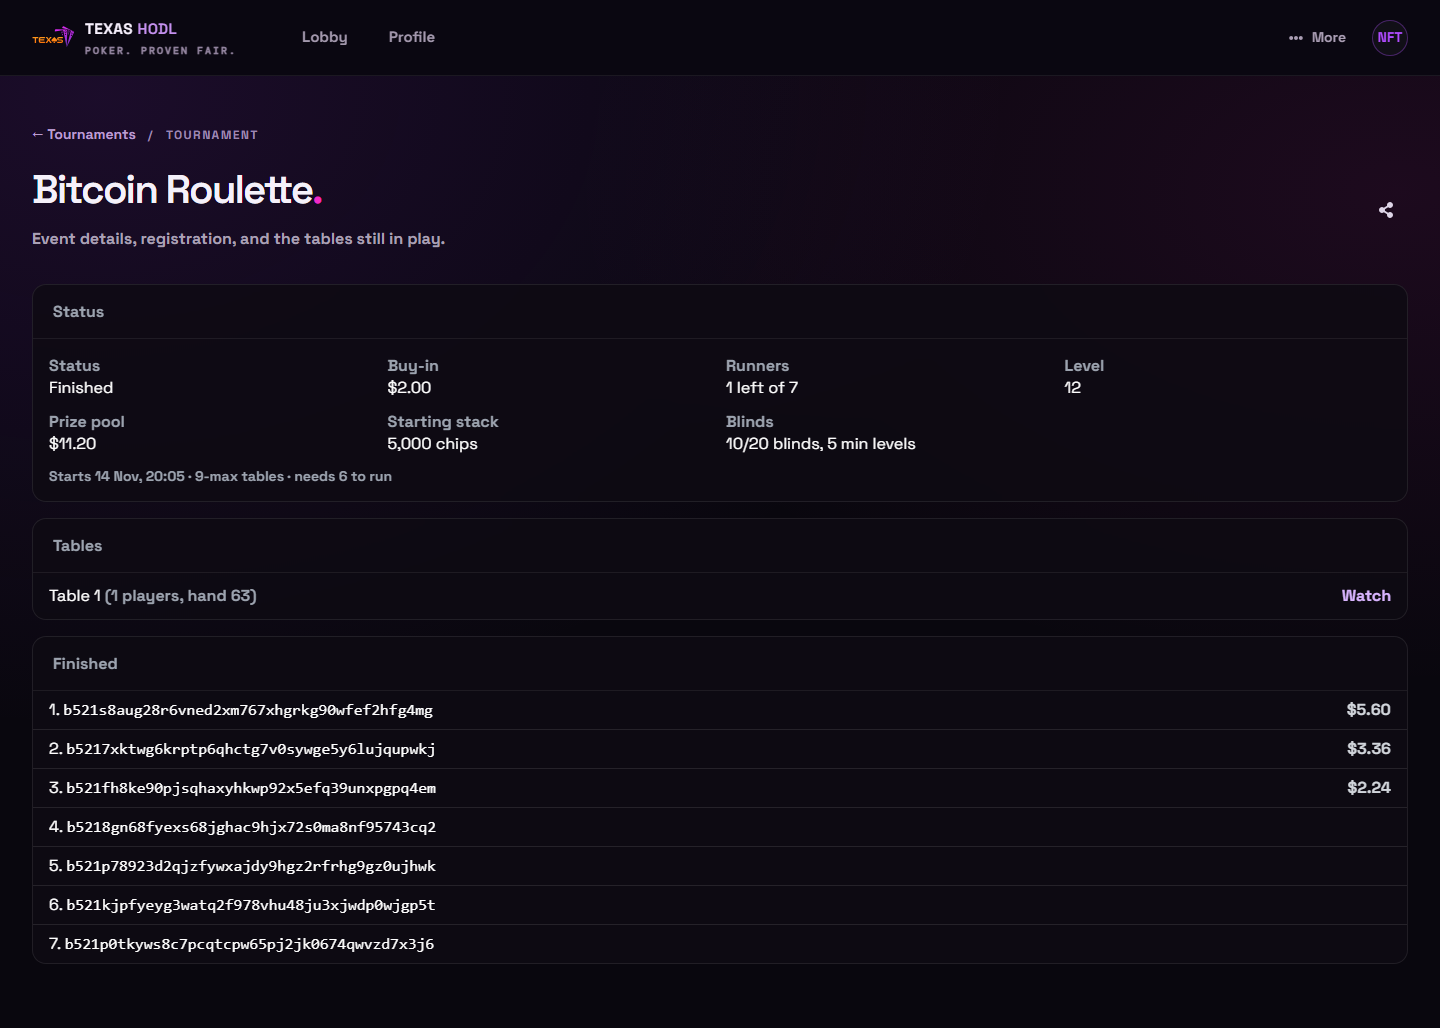 TEXAS
TEXAS HODL
POKER. PROVEN FAIR.
Lobby
Profile
••• More
NFT
← Tournaments / TOURNAMENT
Bitcoin Roulette.
Event details, registration, and the tables still in play.
Status
Status
Finished
Buy-in
$2.00
Runners
1 left of 7
Level
12
Prize pool
$11.20
Starting stack
5,000 chips
Blinds
10/20 blinds, 5 min levels
Starts 14 Nov, 20:05 · 9-max tables · needs 6 to run
Tables
Table 1 (1 players, hand 63)
Watch
Finished
1. b521s8aug28r6vned2xm767xhgrkg90wfef2hfg4mg $5.60
2. b5217xktwg6krptp6qhctg7v0sywge5y6lujqupwkj $3.36
3. b521fh8ke90pjsqhaxyhkwp92x5efq39unxpgpq4em $2.24
4. b5218gn68fyexs68jghac9hjx72s0ma8nf95743cq2
5. b521p78923d2qjzfywxajdy9hgz2rfrhg9gz0ujhwk
6. b521kjpfyeyg3watq2f978vhu48ju3xjwdp0wjgp5t
7. b521p0tkyws8c7pcqtcpw65pj2jk0674qwvzd7x3j6